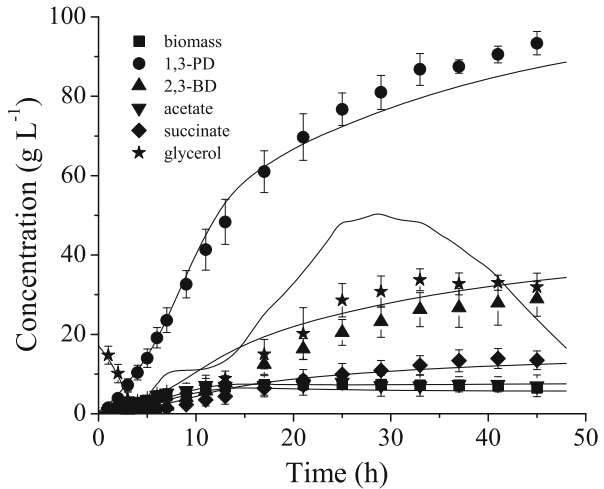 100
80
60
40
20
0
Concentration (g L⁻¹)
biomass
1,3-PD
2,3-BD
acetate
succinate
glycerol
0 10 20 30 40 50
Time (h)